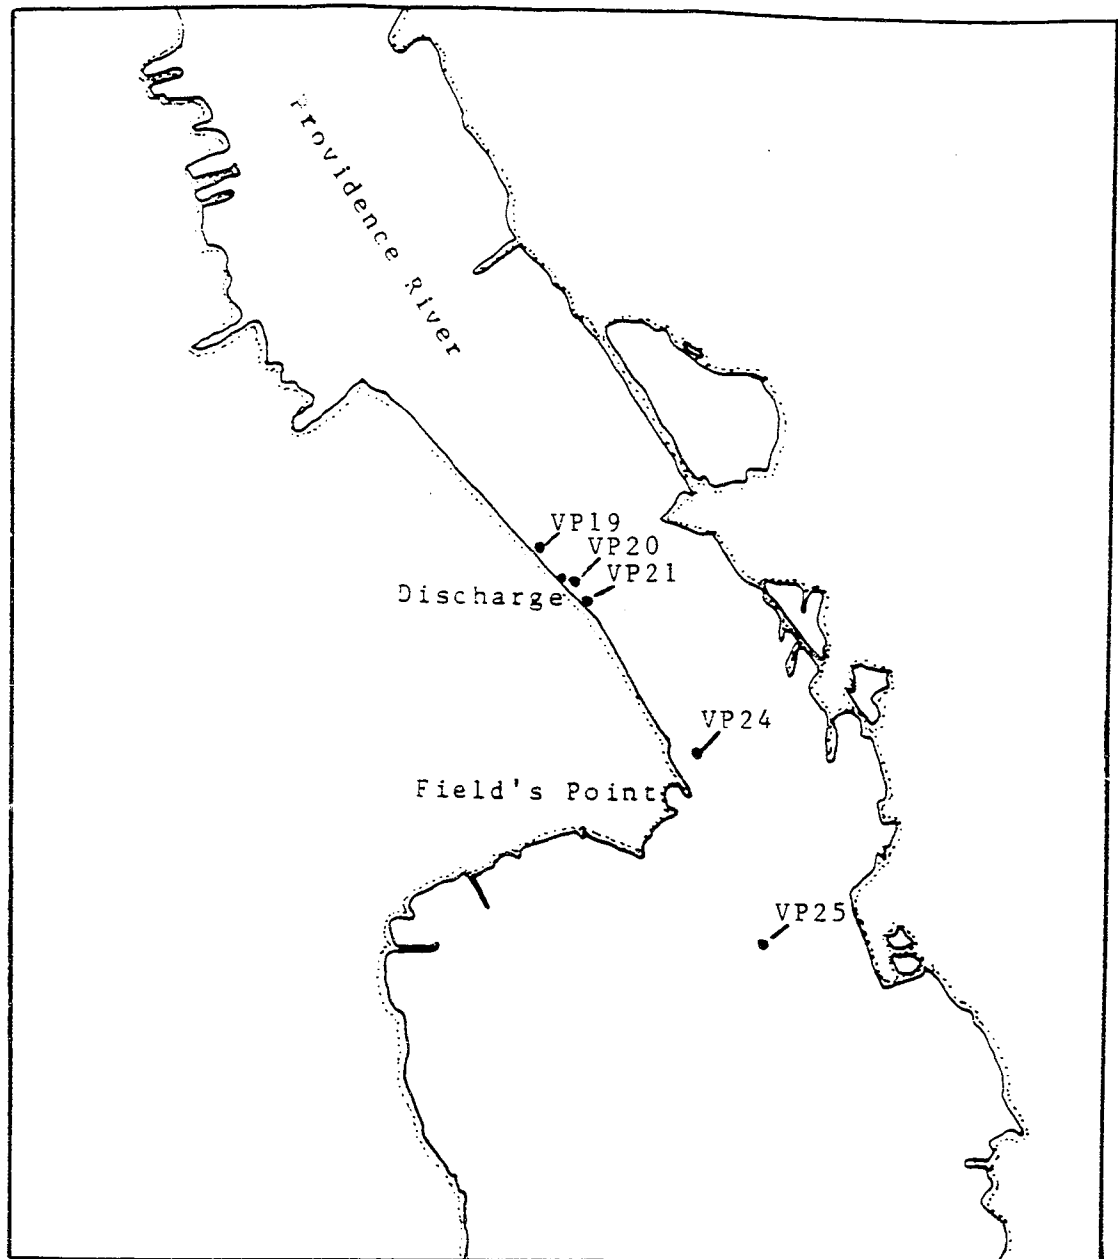 Providence River
VP19
VP20
VP21
Discharge
VP24
Field's Point
VP25